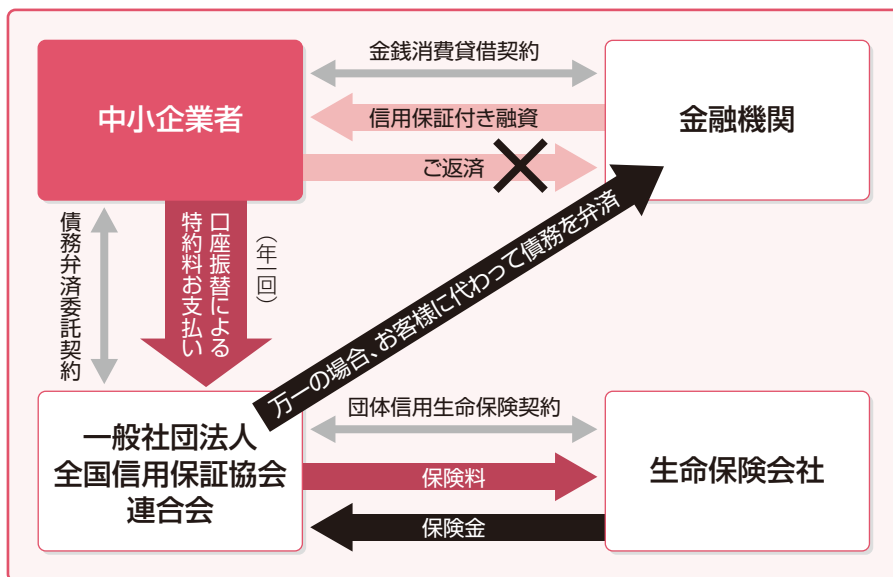 金銭消費貸借契約
中小企業者
信用保証付き融資
金融機関
ご返済
債務弁済委託契約
口座振替による
特約料お支払い
（年一回）
万一の場合、お客様に代わって債務を弁済
一般社団法人
全国信用保証協会
連合会
団体信用生命保険契約
保険料
生命保険会社
保険金